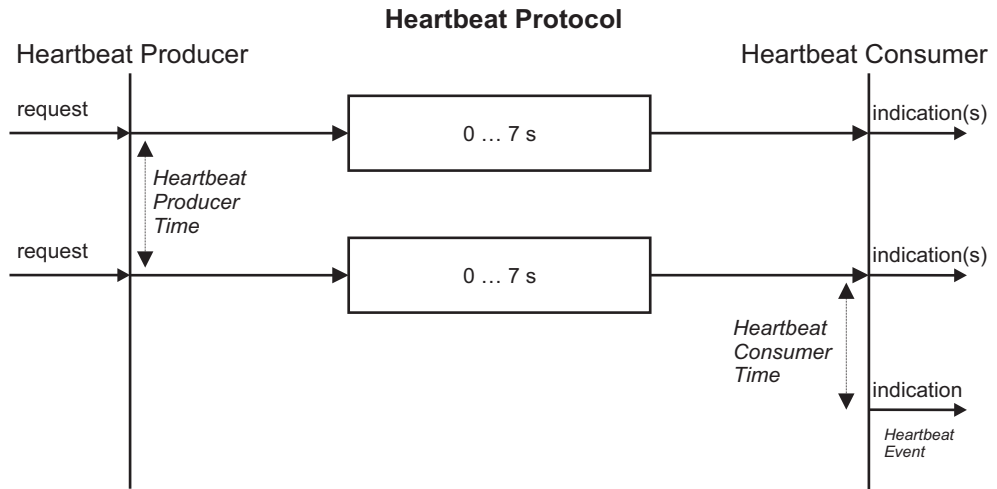 Heartbeat Protocol
Heartbeat Producer
Heartbeat Consumer
request
0 … 7 s
indication(s)
Heartbeat
Producer
Time
request
0 … 7 s
indication(s)
Heartbeat
Consumer
Time
indication
Heartbeat
Event